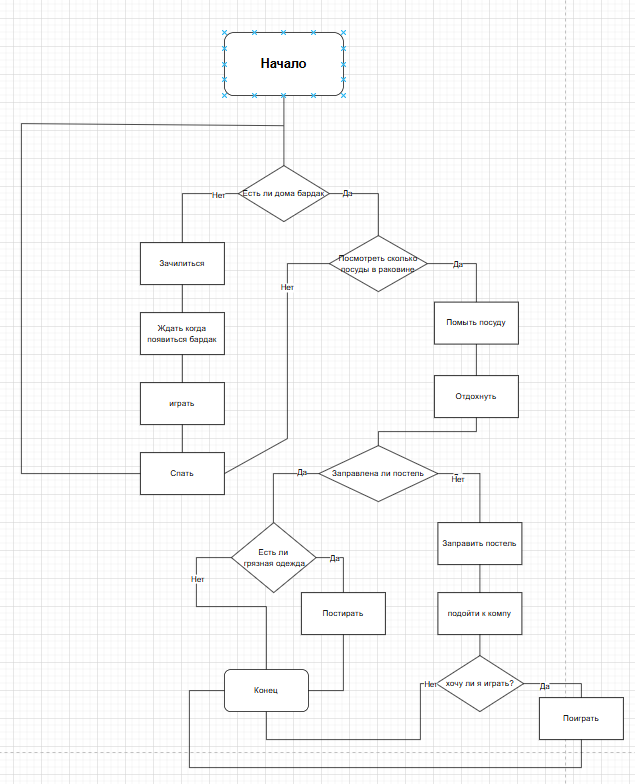 Начало
Есть ли дома бардак
Нет
Да
Посмотреть сколько
посуды в раковине
Да
Нет
Зачилиться
Ждать когда
появиться бардак
играть
Спать
Помыть посуду
Отдохнуть
Заправлена ли постель
Да
Нет
Есть ли
грязная одежда
Нет
Да
Заправить постель
Постирать
подойти к компу
хочу ли я играть?
Нет
Да
Конец
Поиграть